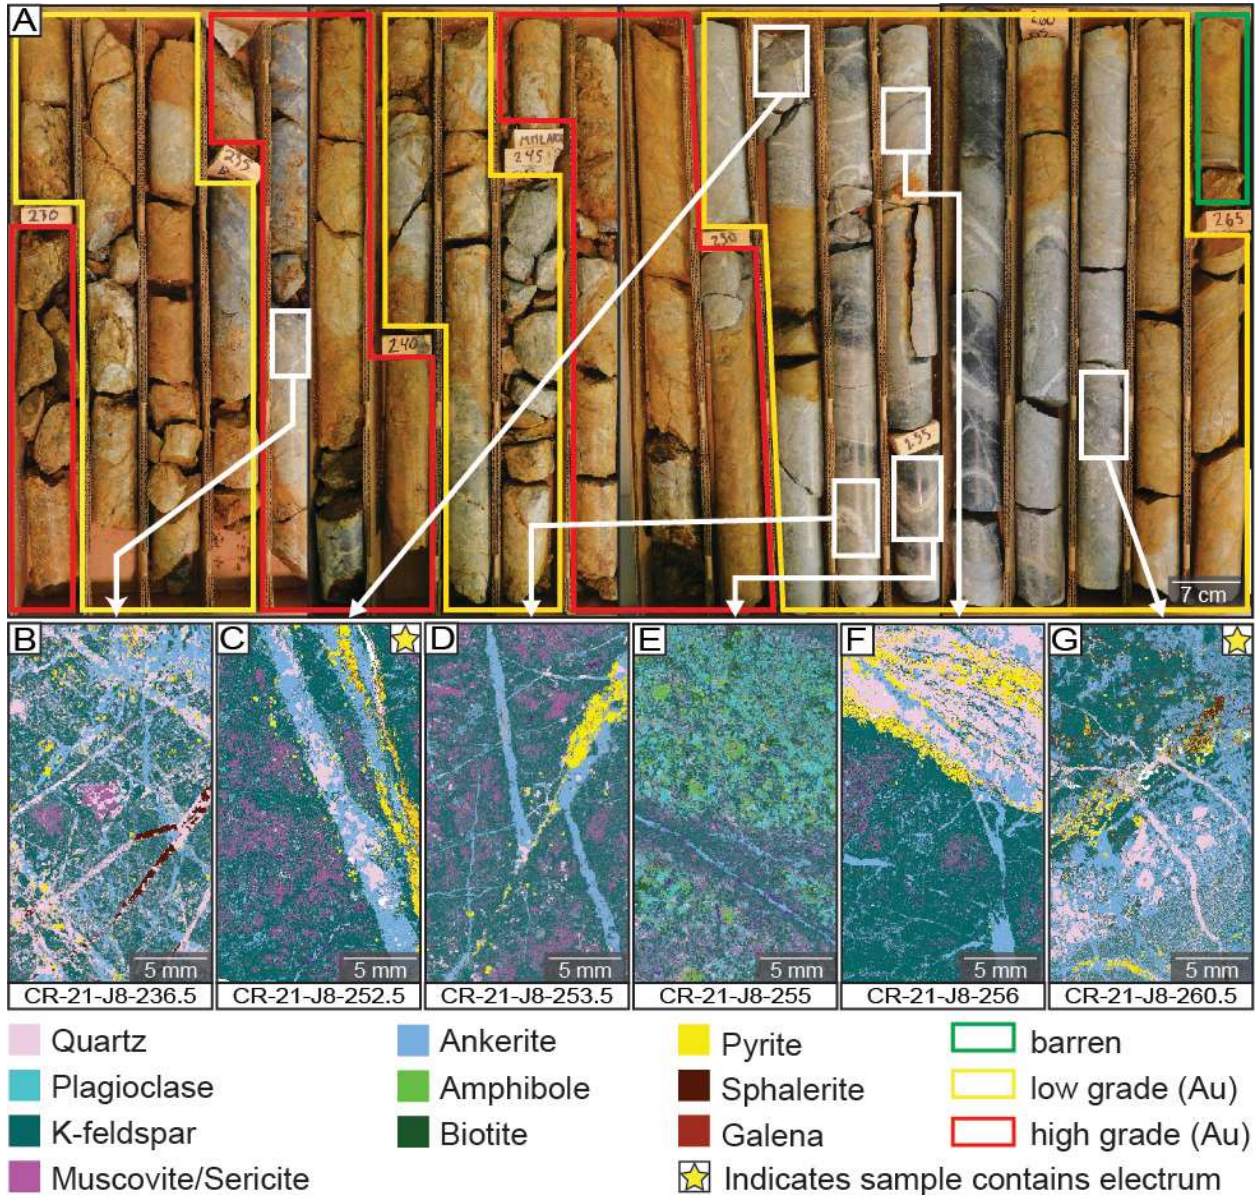 A
260
230
235
MMLARS
245
250
265
240
255
7 cm
B
C
D
E
F
G
5 mm
5 mm
5 mm
5 mm
5 mm
5 mm
CR-21-J8-236.5
CR-21-J8-252.5
CR-21-J8-253.5
CR-21-J8-255
CR-21-J8-256
CR-21-J8-260.5
Quartz
Ankerite
Pyrite
barren
Plagioclase
Amphibole
Sphalerite
low grade (Au)
K-feldspar
Biotite
Galena
high grade (Au)
Muscovite/Sericite
Indicates sample contains electrum